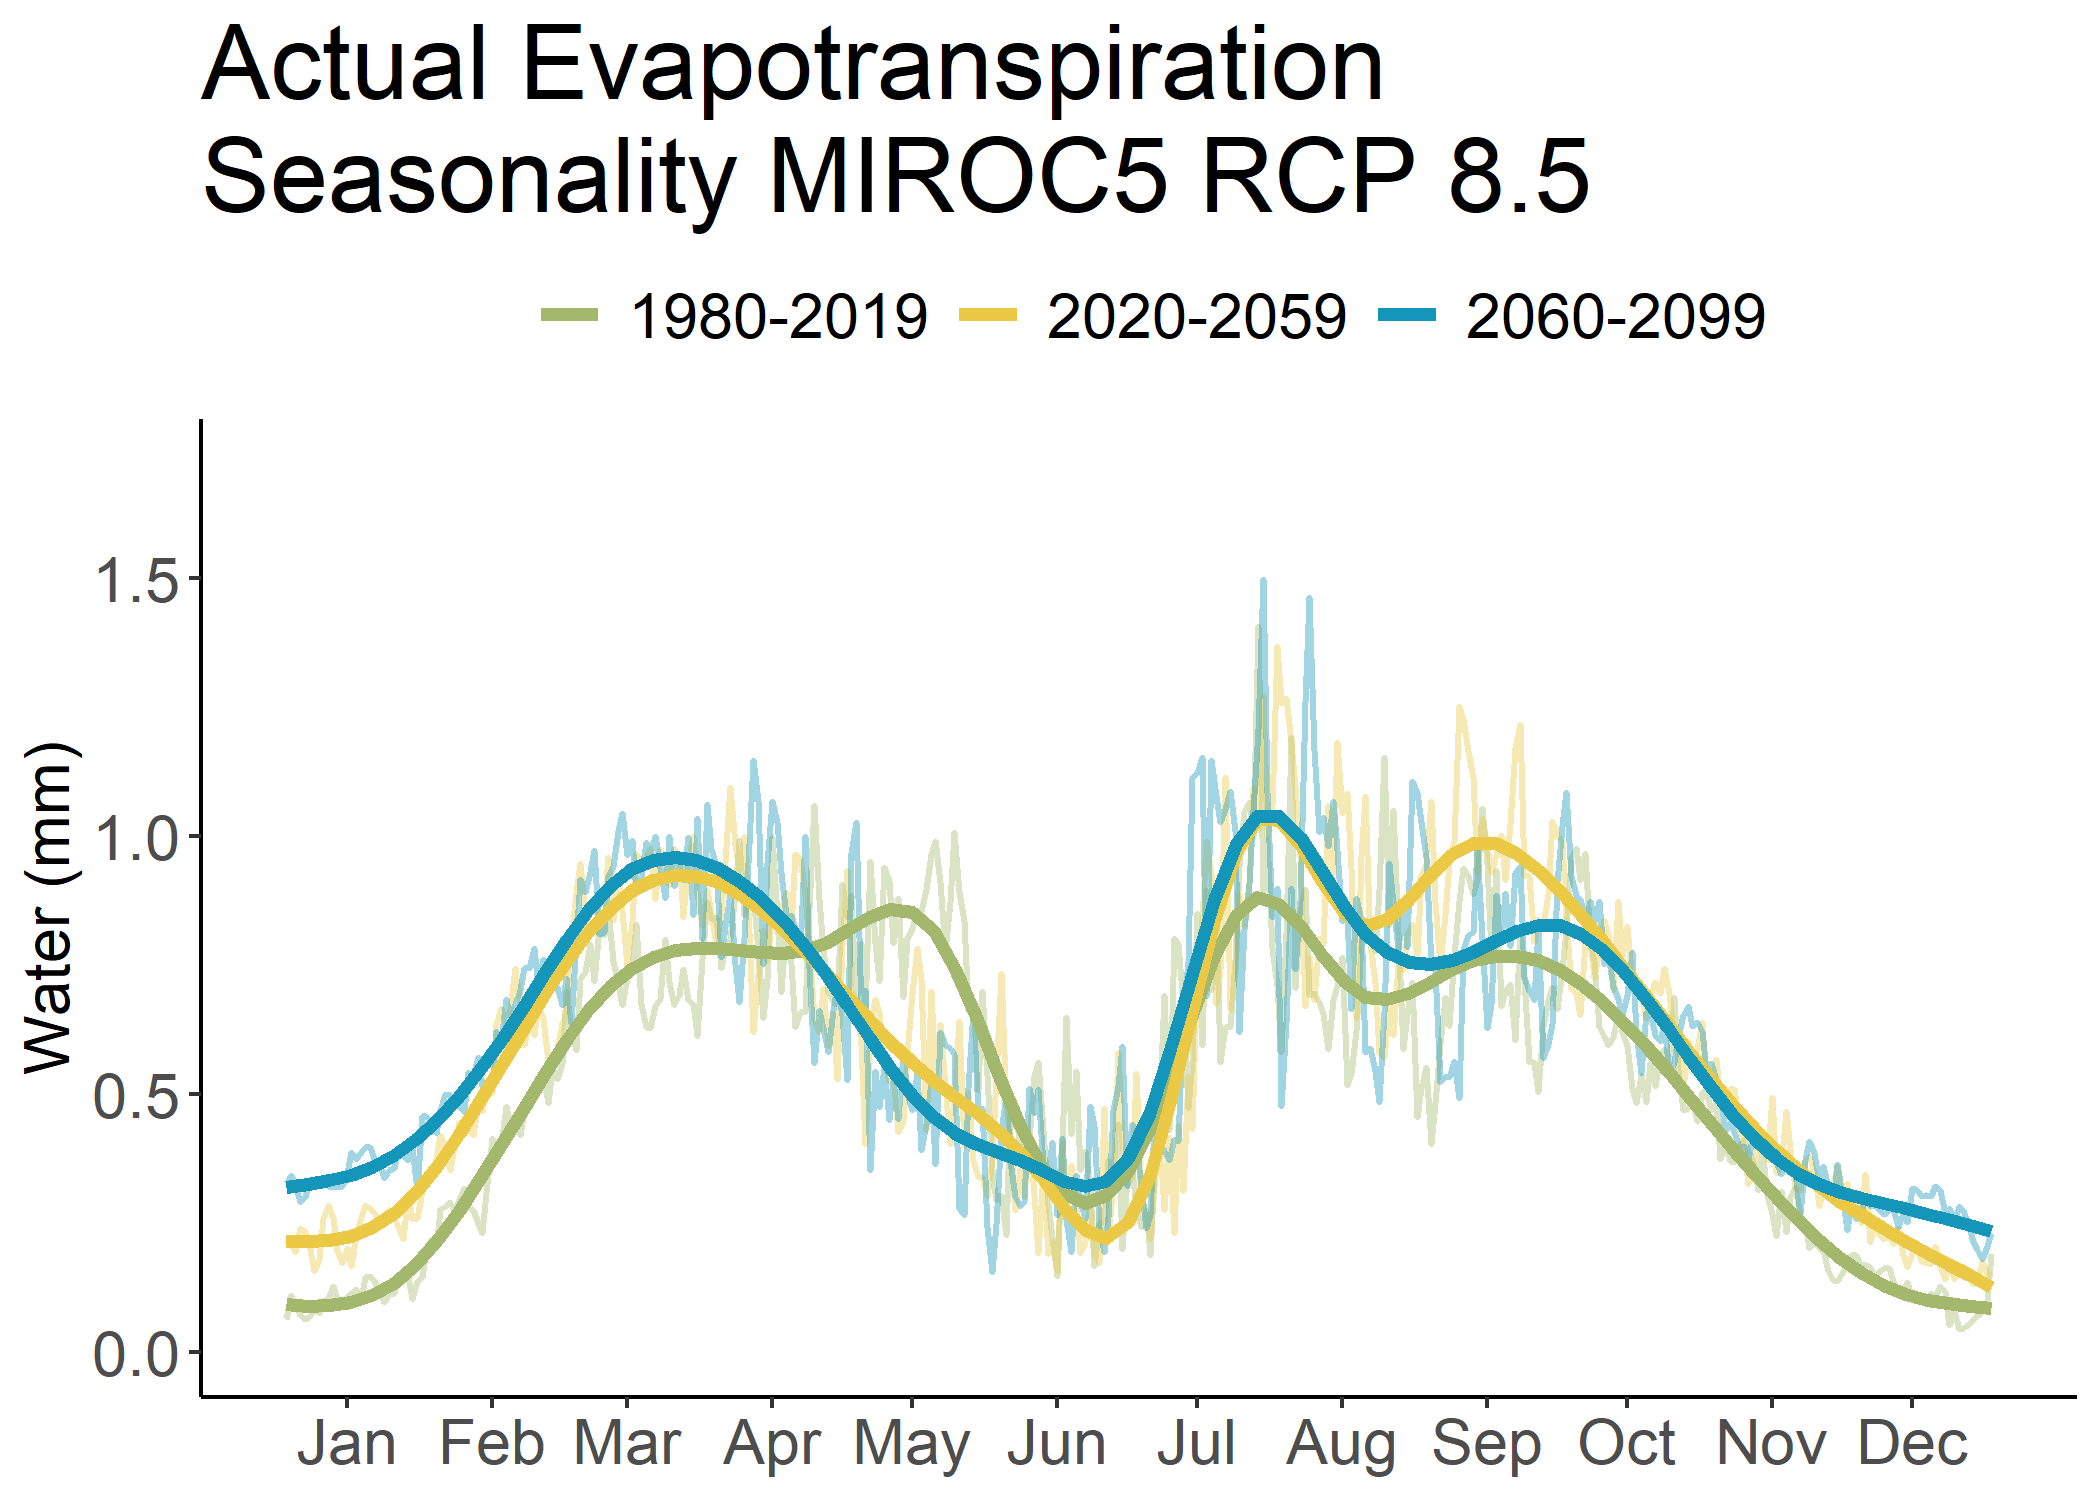 Actual Evapotranspiration
Seasonality MIROC5 RCP 8.5
1980-2019 2020-2059 2060-2099
Water (mm)
1.5
1.0
0.5
0.0
Jan Feb Mar Apr May Jun Jul Aug Sep Oct Nov Dec